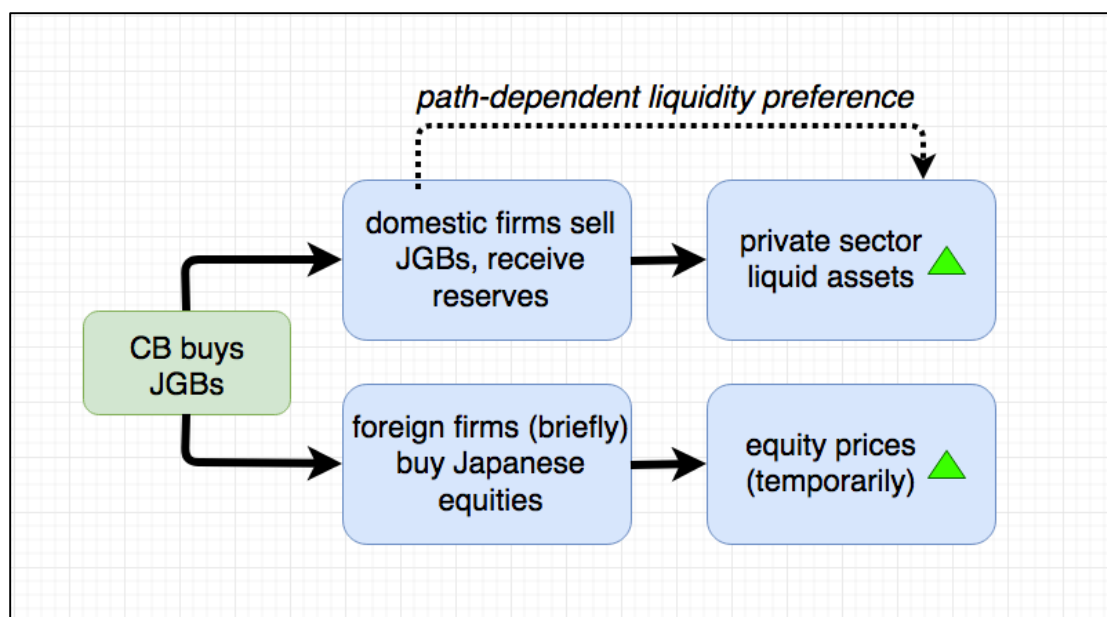 path-dependent liquidity preference
domestic firms sell
JGBs, receive
reserves
private sector
liquid assets
CB buys
JGBs
foreign firms (briefly)
buy Japanese
equities
equity prices
(temporarily)